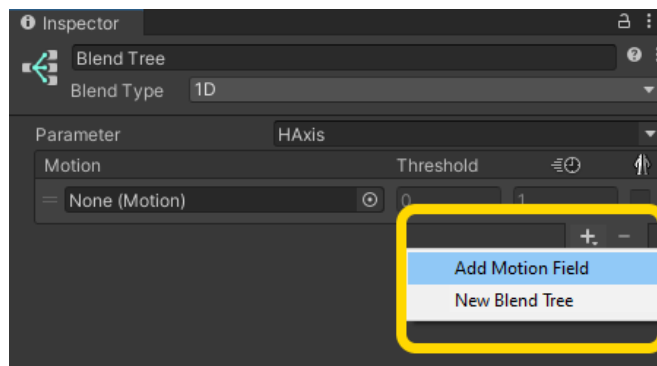 Inspector
Blend Tree
Blend Type 1D
Parameter HAxis
Motion Threshold
None (Motion) 0 1
Add Motion Field
New Blend Tree